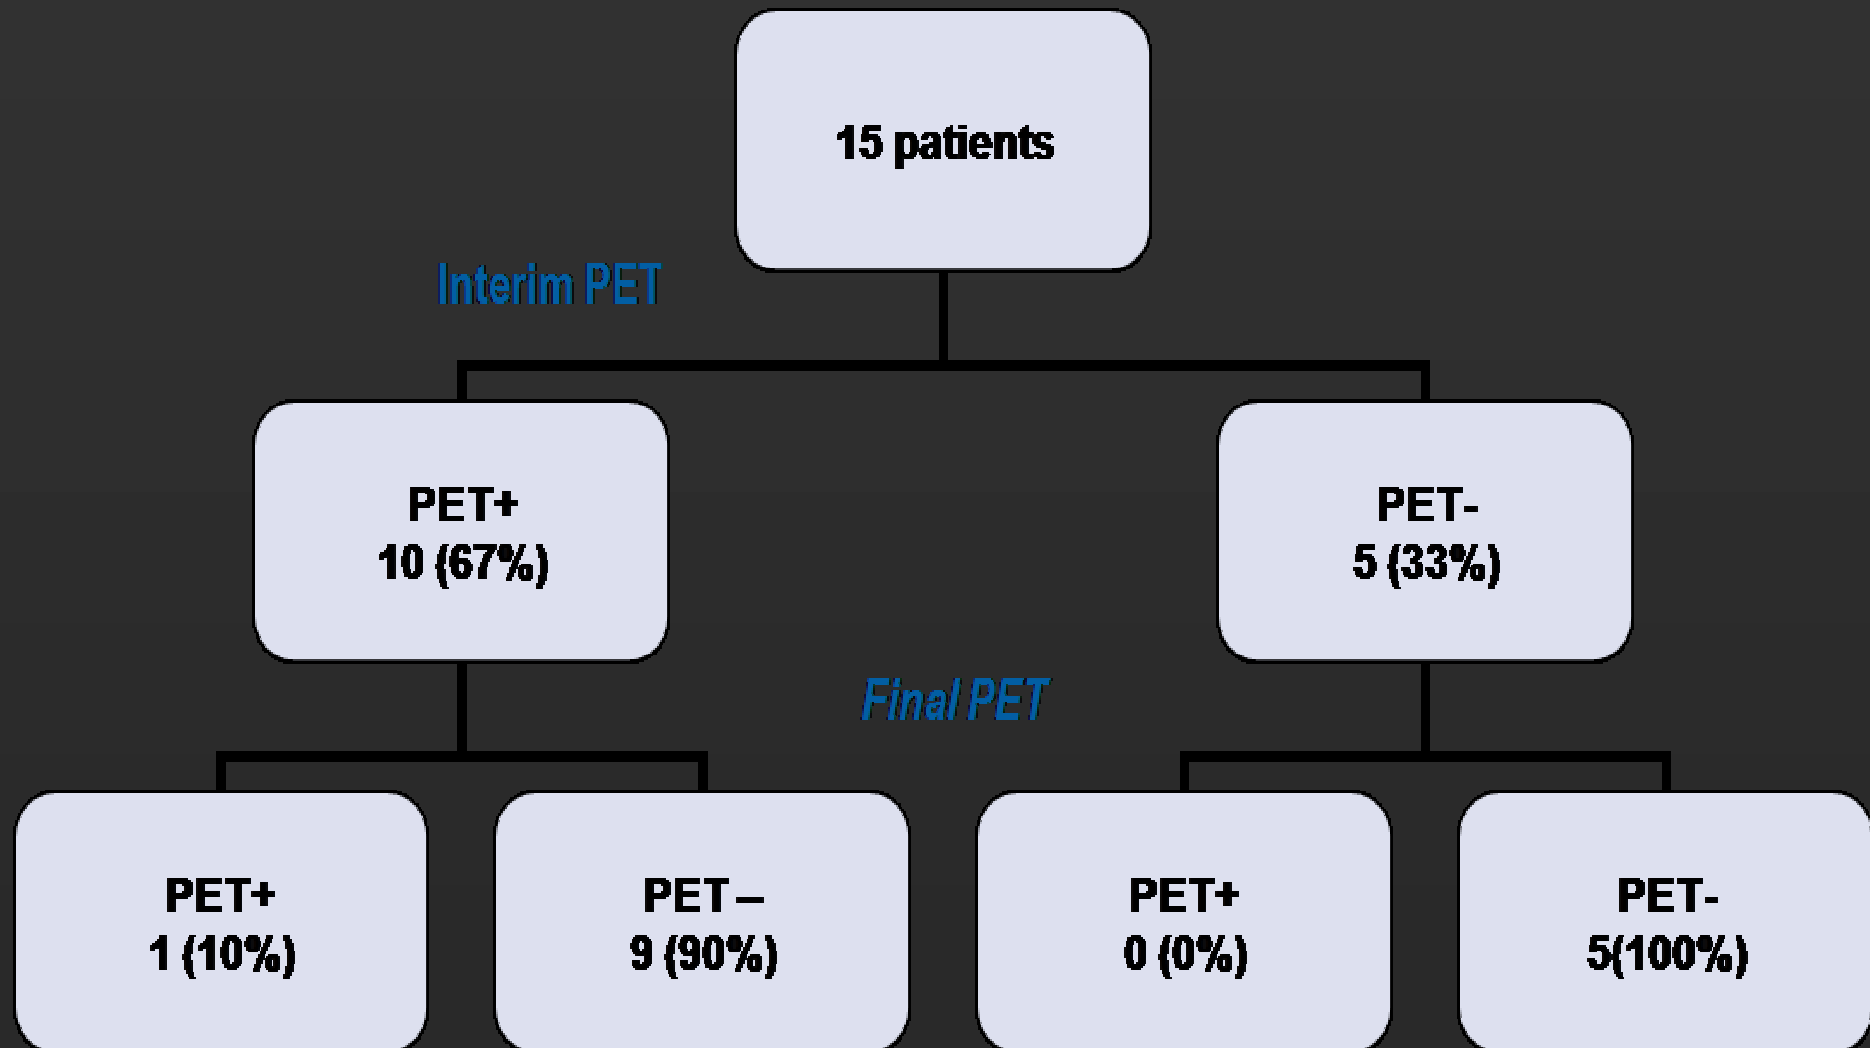 15 patients
Interim PET
PET+
10 (67%)
PET-
5 (33%)
Final PET
PET+
1 (10%)
PET –
9 (90%)
PET+
0 (0%)
PET-
5(100%)